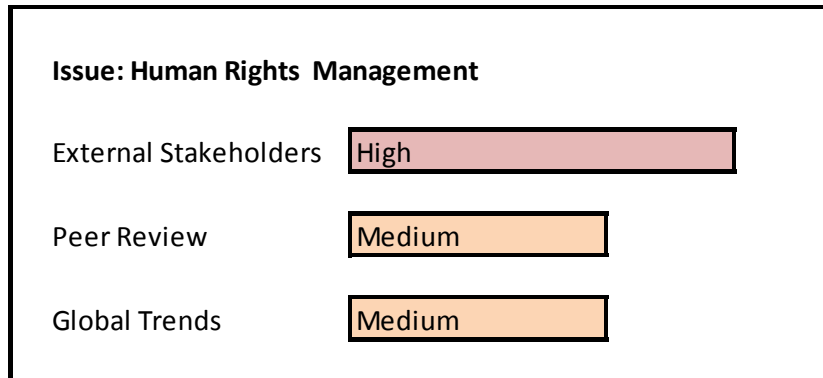 Issue: Human Rights  Management
External Stakeholders High
Peer Review Medium
Global Trends Medium